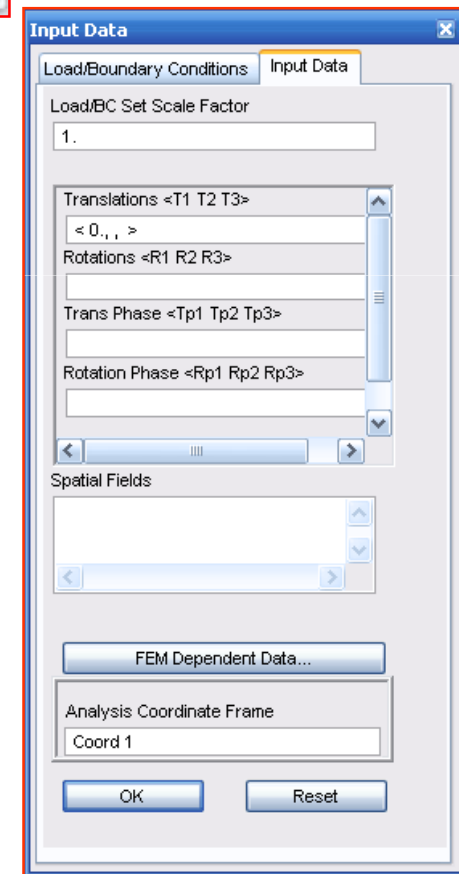 Input Data
Load/Boundary Conditions Input Data
Load/BC Set Scale Factor
1.
Translations <T1 T2 T3>
< 0., , >
Rotations <R1 R2 R3>
Trans Phase <Tp1 Tp2 Tp3>
Rotation Phase <Rp1 Rp2 Rp3>
Spatial Fields
FEM Dependent Data...
Analysis Coordinate Frame
Coord 1
OK Reset